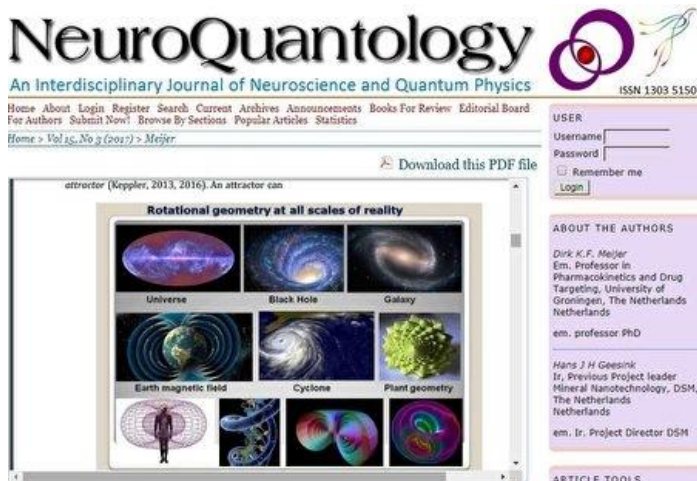 NeuroQuantology
An Interdisciplinary Journal of Neuroscience and Quantum Physics
ISSN 1303 5150
Home About Login Register Search Current Archives Announcements Books For Review Editorial Board
For Authors Submit Now! Browse By Sections Popular Articles Statistics
Home > Vol 15, No 3 (2017) > Meijer
Download this PDF file
attractor (Keppler, 2013, 2016). An attractor can
Rotational geometry at all scales of reality
Universe
Black Hole
Galaxy
Earth magnetic field
Cyclone
Plant geometry
USER
Username
Password
Remember me
Login
ABOUT THE AUTHORS
Dirk K.F. Meijer
Em. Professor in
Pharmacokinetics and Drug
Targeting, University of
Groningen, The Netherlands
Netherlands
em. professor PhD
Hans J H Geesink
Ir, Previous Project leader
Mineral Nanotechnology, DSM,
The Netherlands
Netherlands
em. Ir. Project Director DSM
ARTICLE TOOLS